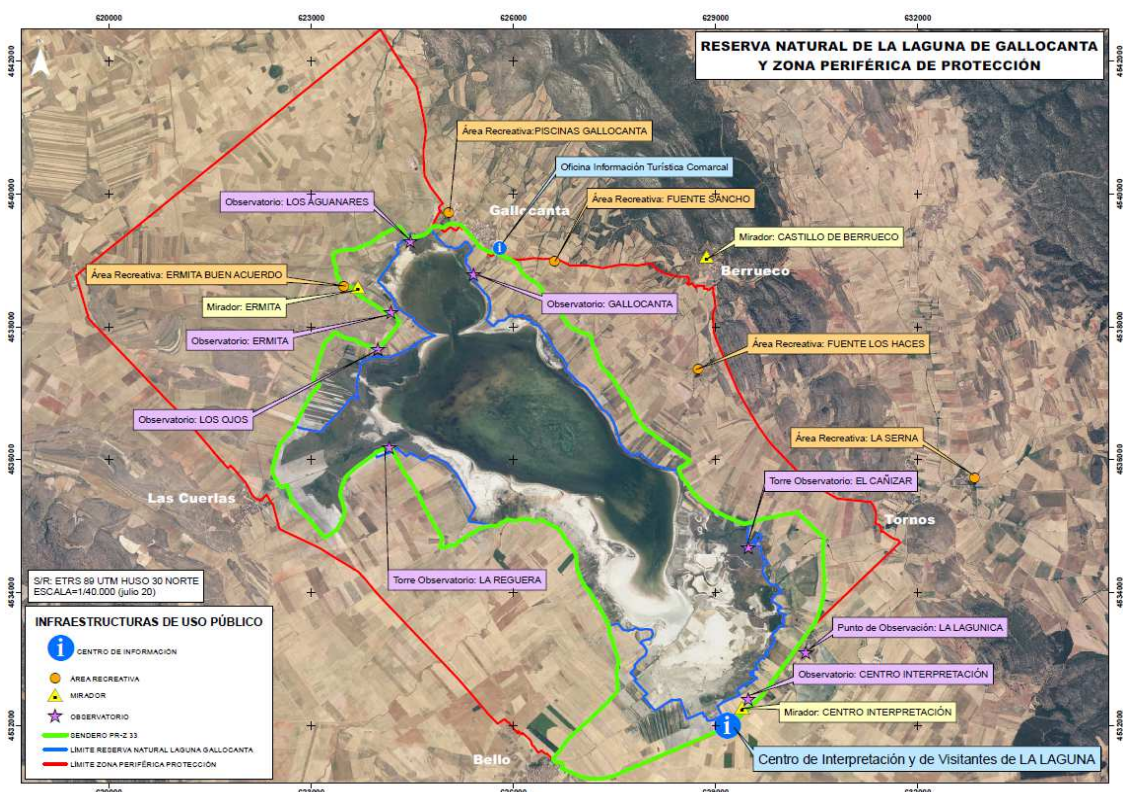 620000 623000 626000 629000 632000
RESERVA NATURAL DE LA LAGUNA DE GALLOCANTA
Y ZONA PERIFÉRICA DE PROTECCIÓN
4542000
4542000
Área Recreativa:PISCINAS GALLOCANTA
Oficina Información Turística Comarcal
4540000
4540000
Observatorio: LOS AGUANARES
Área Recreativa: FUENTE SANCHO
Gallocanta
Mirador: CASTILLO DE BERRUECO
Berrueco
Área Recreativa: ERMITA BUEN ACUERDO
Mirador: ERMITA
Observatorio: GALLOCANTA
4538000
4538000
Observatorio: ERMITA
Área Recreativa: FUENTE LOS HACES
Observatorio: LOS OJOS
Área Recreativa: LA SERNA
4536000
4536000
Torre Observatorio: EL CAÑIZAR
Las Cuerlas
Tornos
Torre Observatorio: LA REGUERA
4534000
4534000
S/R: ETRS 89 UTM HUSO 30 NORTE
ESCALA=1/40.000 (julio 20)
Punto de Observación: LA LAGUNICA
Observatorio: CENTRO INTERPRETACIÓN
Mirador: CENTRO INTERPRETACIÓN
4532000
Centro de Interpretación y de Visitantes de LA LAGUNA
Bello
INFRAESTRUCTURAS DE USO PÚBLICO
CENTRO DE INFORMACIÓN
ÁREA RECREATIVA
MIRADOR
OBSERVATORIO
SENDERO PR-Z 33
LÍMITE RESERVA NATURAL LAGUNA GALLOCANTA
LÍMITE ZONA PERIFÉRICA PROTECCIÓN